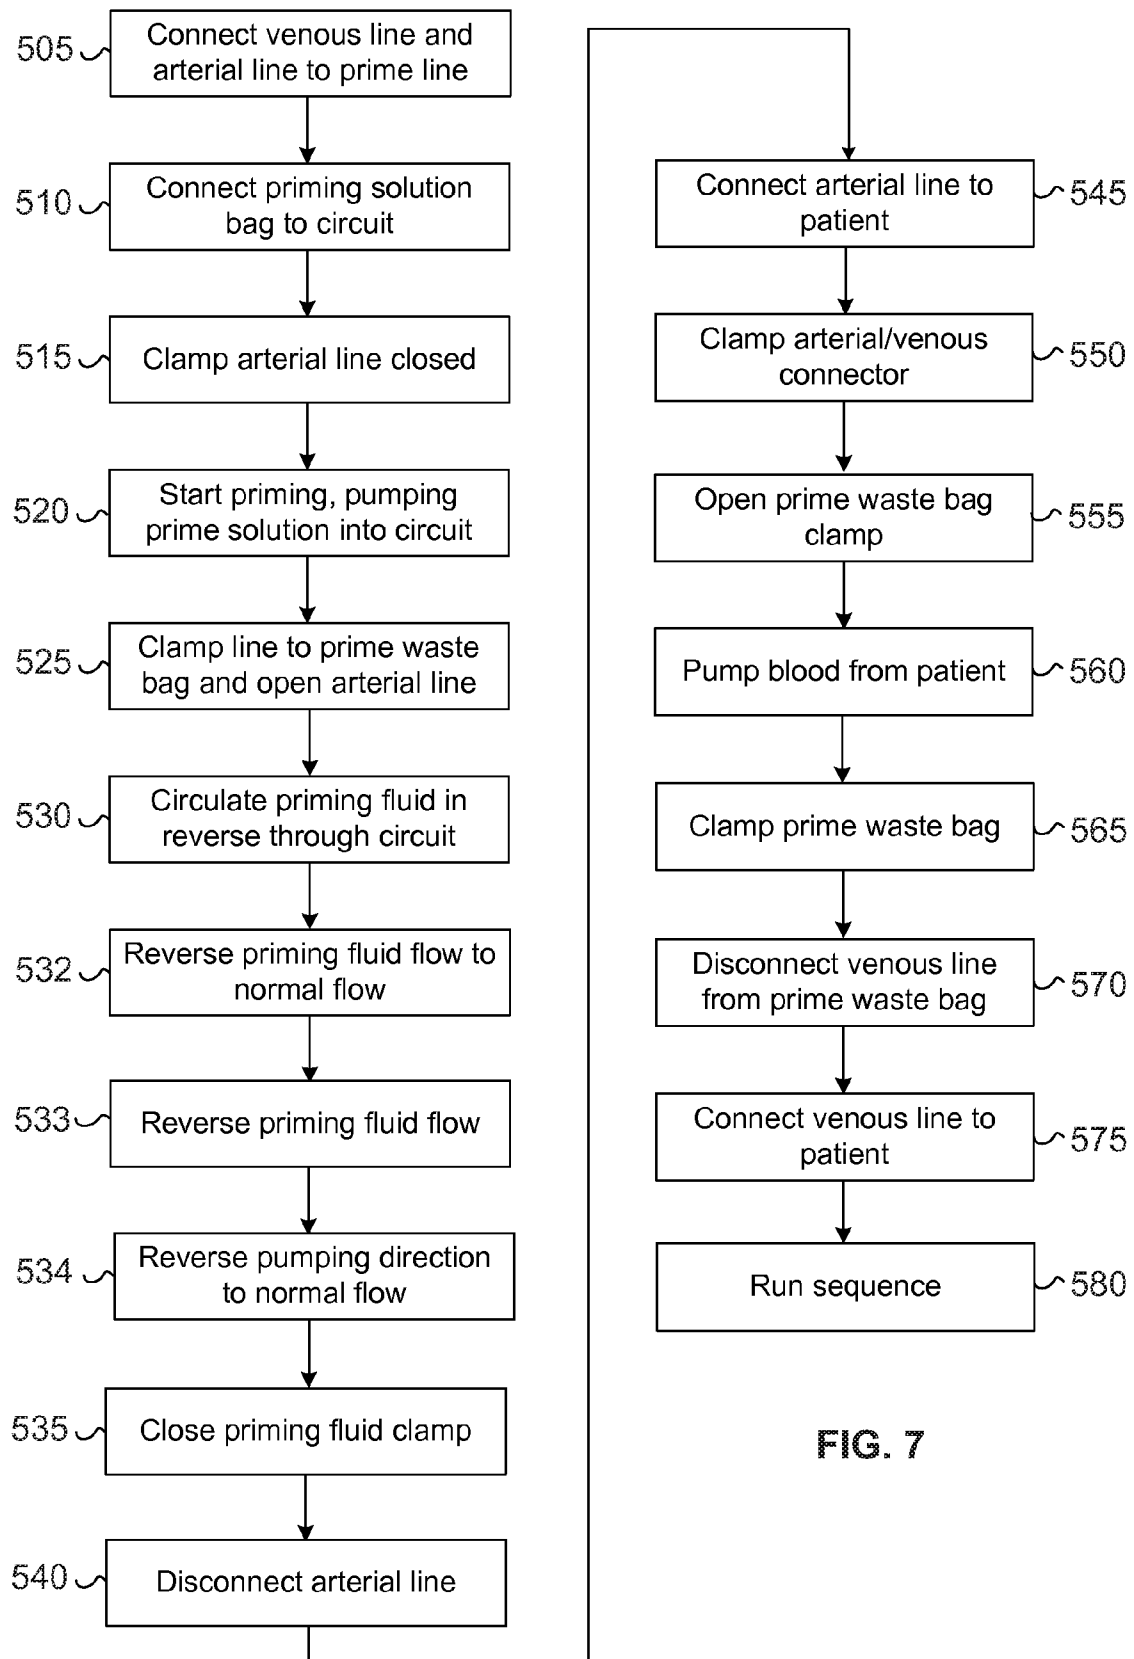 505
Connect venous line and
arterial line to prime line
510
Connect priming solution
bag to circuit
515
Clamp arterial line closed
520
Start priming, pumping
prime solution into circuit
525
Clamp line to prime waste
bag and open arterial line
530
Circulate priming fluid in
reverse through circuit
532
Reverse priming fluid flow to
normal flow
533
Reverse priming fluid flow
534
Reverse pumping direction
to normal flow
535
Close priming fluid clamp
540
Disconnect arterial line
Connect arterial line to
patient
545
Clamp arterial/venous
connector
550
Open prime waste bag
clamp
555
Pump blood from patient
560
Clamp prime waste bag
565
Disconnect venous line
from prime waste bag
570
Connect venous line to
patient
575
Run sequence
580
FIG. 7